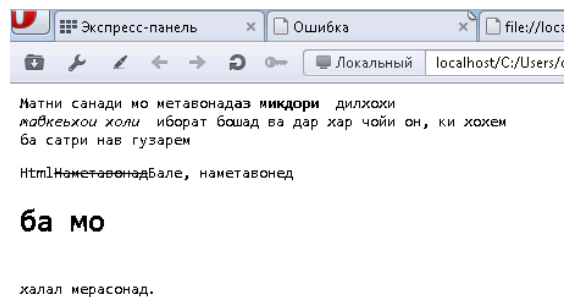 Экспресс-панель
Ошибка
file://loca
Локальный
localhost/C:/Users/
Матни санади мо метавонадаз микдори дилхохи
мавкеьхои холи иборат бошад ва дар хар чойи он, ки хохем
ба сатри нав гузарем
HtmlНаметавонадБале, наметавонед
ба мо
халал мерасонад.